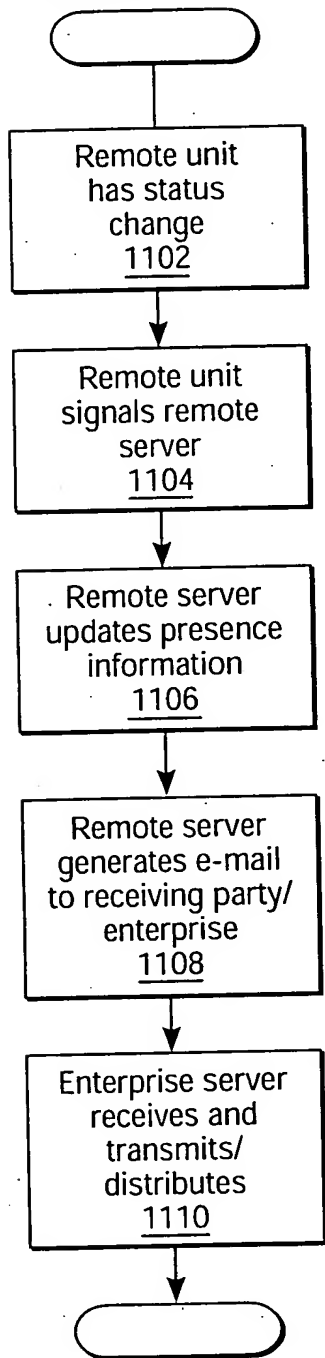 Remote unit
has status
change
1102
Remote unit
signals remote
server
1104
Remote server
updates presence
information
1106
Remote server
generates e-mail
to receiving party/
enterprise
1108
Enterprise server
receives and
transmits/
distributes
1110